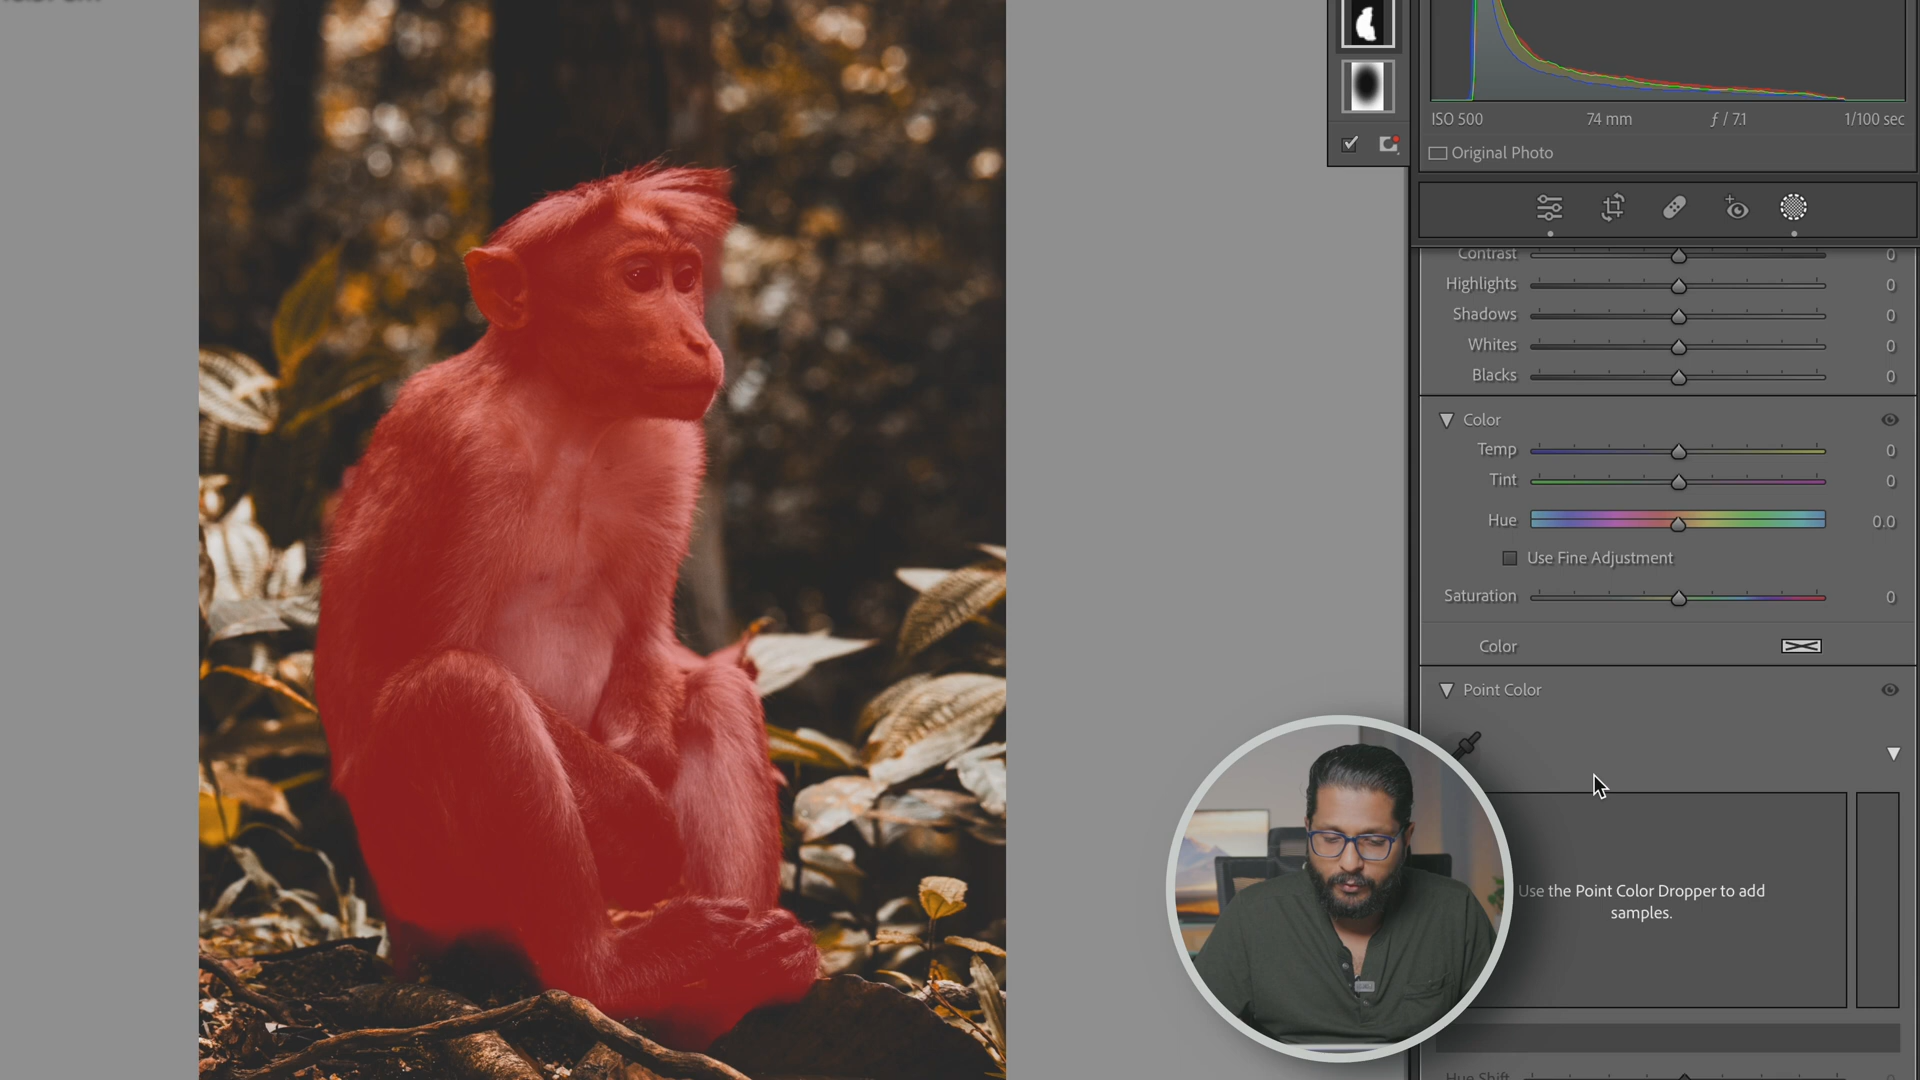 ISO 500 74 mm ƒ / 7.1 1/100 sec
Original Photo
Contrast 0
Highlights 0
Shadows 0
Whites 0
Blacks 0
Color
Temp 0
Tint 0
Hue 0.0
Use Fine Adjustment
Saturation 0
Color
Point Color
Use the Point Color Dropper to add
samples.
Hue Shift